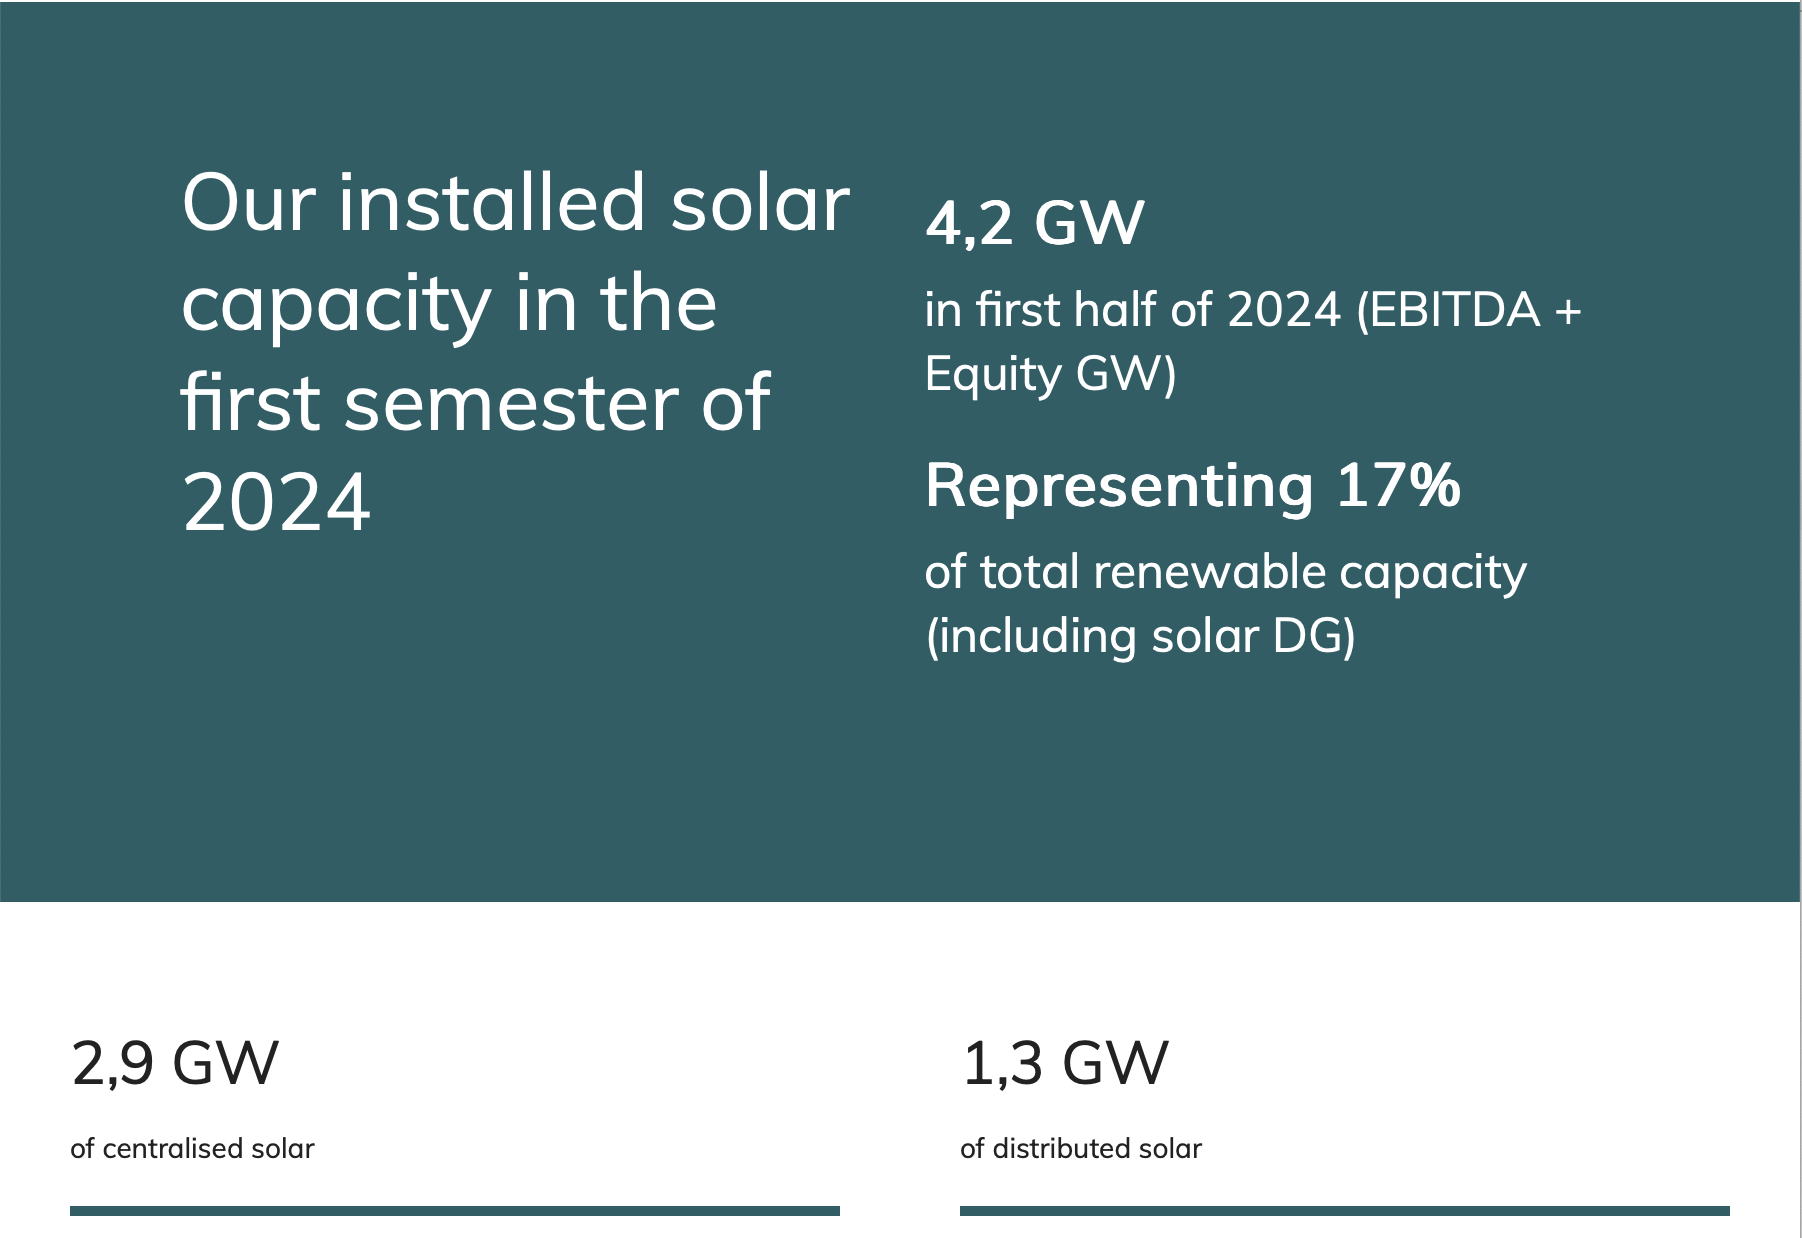 Our installed solar
capacity in the
first semester of
2024
4,2 GW
in first half of 2024 (EBITDA +
Equity GW)
Representing 17%
of total renewable capacity
(including solar DG)
2,9 GW
of centralised solar
1,3 GW
of distributed solar